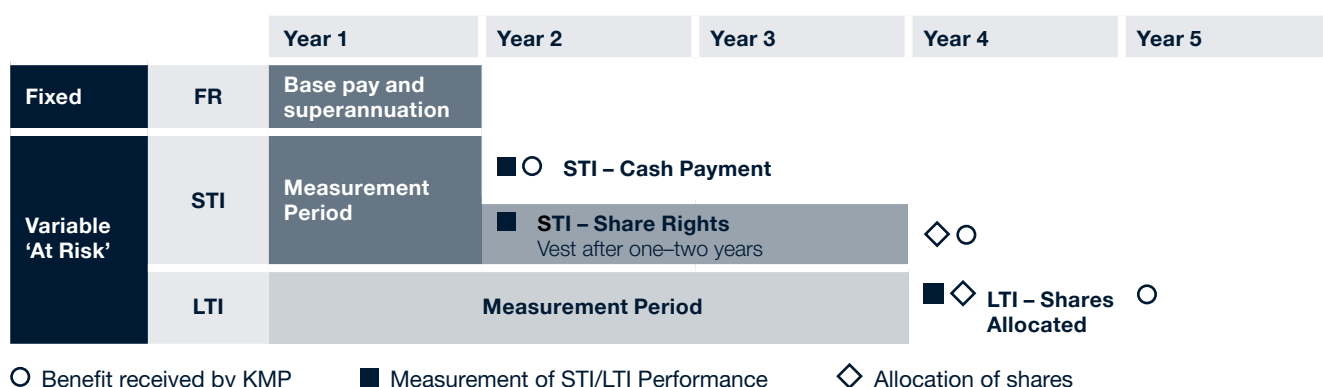 Year 1 Year 2 Year 3 Year 4 Year 5
Fixed FR Base pay and
superannuation
STI – Cash Payment
Variable
‘At Risk’
STI
Measurement
Period
STI – Share Rights
Vest after one–two years
LTI
Measurement Period
LTI – Shares
Allocated
Benefit received by KMP Measurement of STI/LTI Performance Allocation of shares